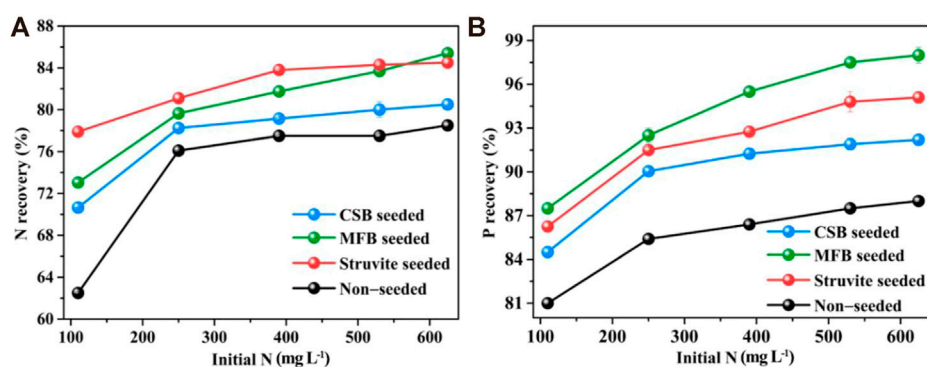 A
N recovery (%)
88
84
80
76
72
68
64
60
CSB seeded
MFB seeded
Struvite seeded
Non−seeded
100 200 300 400 500 600
Initial N (mg L⁻¹)
B
P recovery (%)
99
96
93
90
87
84
81
CSB seeded
MFB seeded
Struvite seeded
Non−seeded
100 200 300 400 500 600
Initial N (mg L⁻¹)